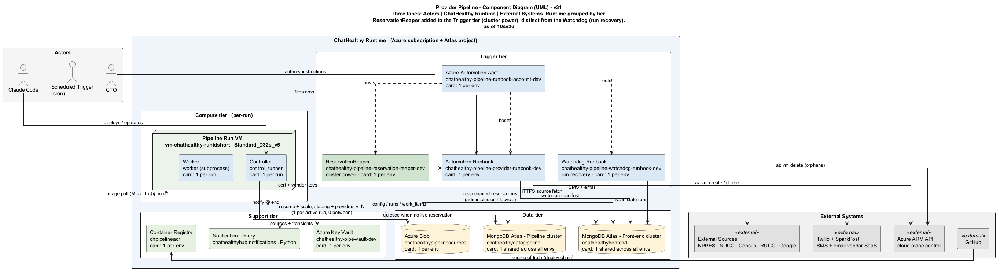 Provider Pipeline - Component Diagram (UML) - v31
Three lanes: Actors | ChatHealthy Runtime | External Systems. Runtime grouped by tier.
ReservationReaper added to the Trigger tier (cluster power), distinct from the Watchdog (run recovery).
as of 10/5/26
ChatHealthy Runtime (Azure subscription + Atlas project)
Actors
Claude Code
Scheduled Trigger
(cron)
CTO
authors instructions
fires cron
deploys / operates
Trigger tier
Azure Automation Acct
chathealthy-pipeline-runbook-account-dev
card: 1 per env
hosts
hosts
hosts
ReservationReaper
chathealthy-pipeline-reservation-reaper-dev
cluster power - card: 1 per env
Automation Runbook
chathealthy-pipeline-provider-runbook-dev
card: 1 per env
Watchdog Runbook
chathealthy-pipeline-watchdog-runbook-dev
run recovery - card: 1 per env
Compute tier (per-run)
Pipeline Run VM
vm-chathealthy-runidshort . Standard_D32s_v5
Worker
worker (subprocess)
card: 1 per run
Controller
control_runner
card: 1 per run
az vm delete (orphans)
az vm create / delete
cert + vendor keys
SMS + email
HTTPS source fetch
image pull (MI-auth) @ boot
reap expired reservations
(admin.cluster_lifecycle)
write run manifest
scan stale runs
notify @ end
config / runs / work_items
resume + scale; staging + providers v_N
(1 per active run, 0 between)
quiesce when no live reservation
sources + transients
Support tier
Container Registry
chpipelineacr
card: 1 per env
Notification Library
chathealthyhub notifications . Python
Azure Key Vault
chathealthy-pipe-vault-dev
card: 1 per env
Data tier
Azure Blob
chathealthypipelinesources
card: 1 per env
MongoDB Atlas - Pipeline cluster
chathealthydatapipeline
card: 1 shared across all envs
MongoDB Atlas - Front-end cluster
chathealthyfrontend
card: 1 shared across all envs
source of truth (deploy chain)
External Systems
«external»
External Sources
NPPES . NUCC . Census . RUCC . Google
«external»
Twilio + SparkPost
SMS + email vendor SaaS
«external»
Azure ARM API
cloud-plane control
«external»
GitHub